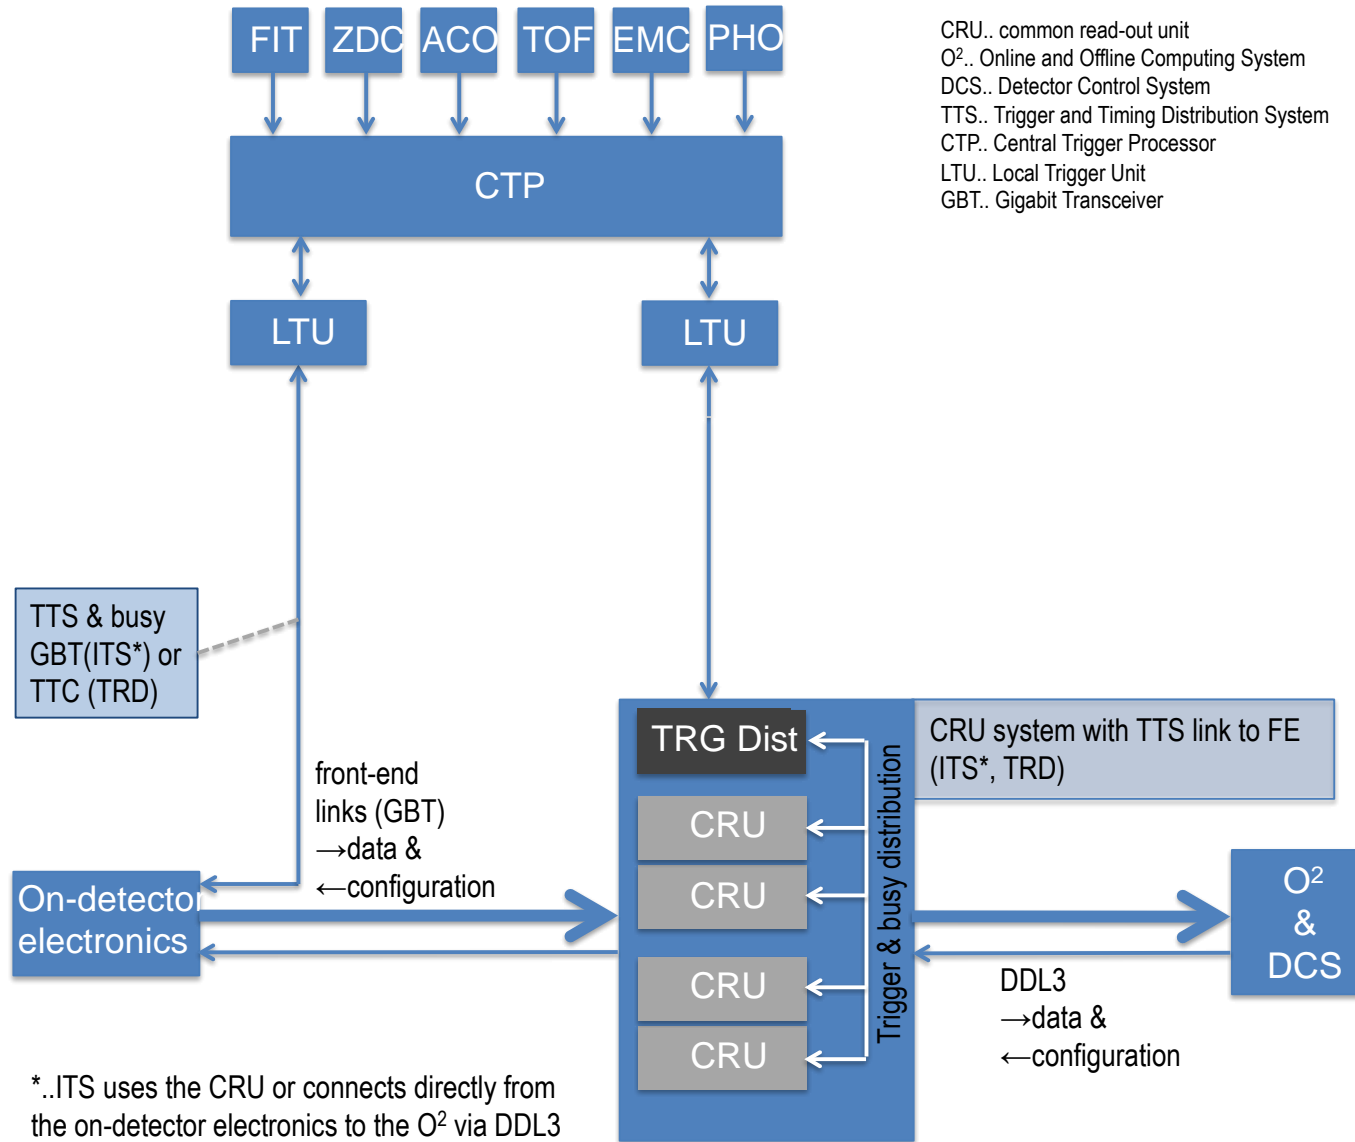 FIT ZDC ACO TOF EMC PHO
CRU.. common read-out unit
O².. Online and Offline Computing System
DCS.. Detector Control System
TTS.. Trigger and Timing Distribution System
CTP.. Central Trigger Processor
LTU.. Local Trigger Unit
GBT.. Gigabit Transceiver
CTP
LTU
LTU
TTS & busy
GBT(ITS*) or
TTC (TRD)
front-end
links (GBT)
→data &
←configuration
On-detector
electronics
TRG Dist
CRU
CRU
CRU
CRU
Trigger & busy distribution
CRU system with TTS link to FE
(ITS*, TRD)
O²
&
DCS
DDL3
→data &
←configuration
*..ITS uses the CRU or connects directly from
the on-detector electronics to the O² via DDL3